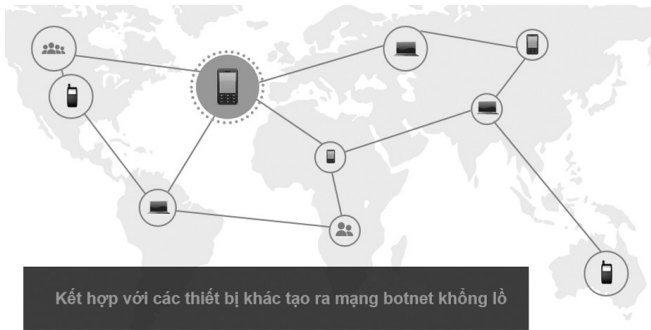 Kết hợp với các thiết bị khác tạo ra mạng botnet khổng lồ